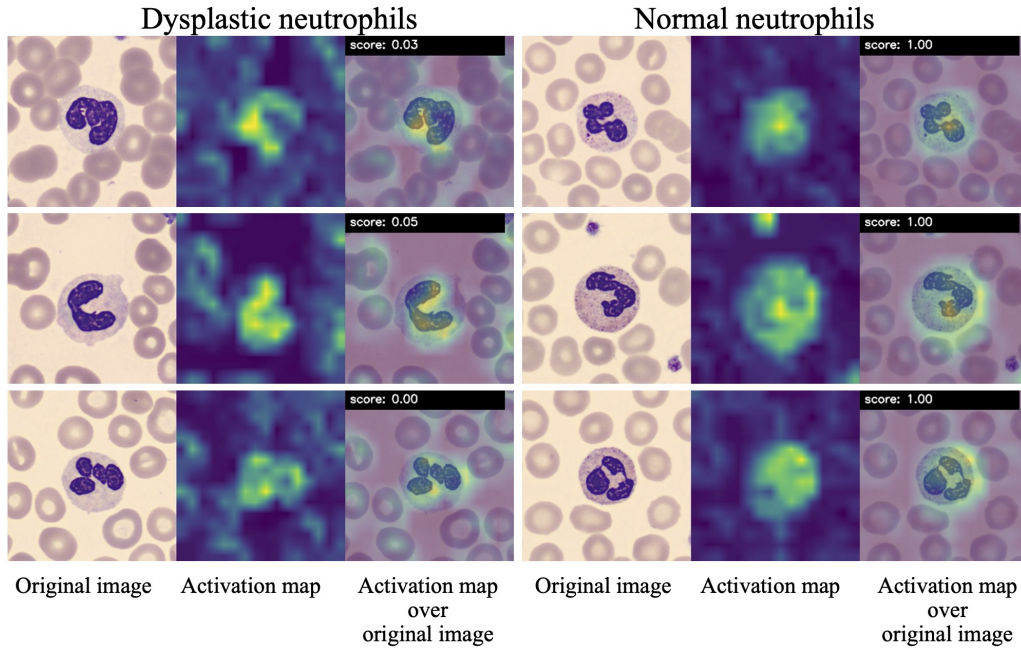 Dysplastic neutrophils
Normal neutrophils
score: 0.03
score: 1.00
score: 0.05
score: 1.00
score: 0.00
score: 1.00
Original image
Activation map
Activation map
over
original image
Original image
Activation map
Activation map
over
original image